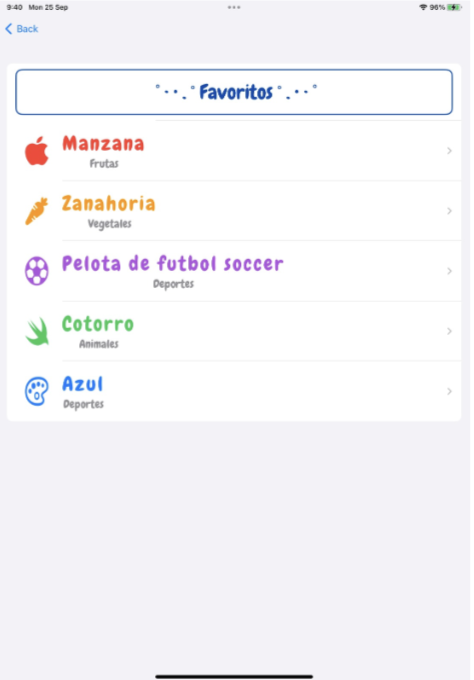 9:40 Mon 25 Sep 96%
Back
° · · . ° Favoritos ° . · · °
Manzana
Frutas
Zanahoria
Vegetales
Pelota de futbol soccer
Deportes
Cotorro
Animales
Azul
Deportes